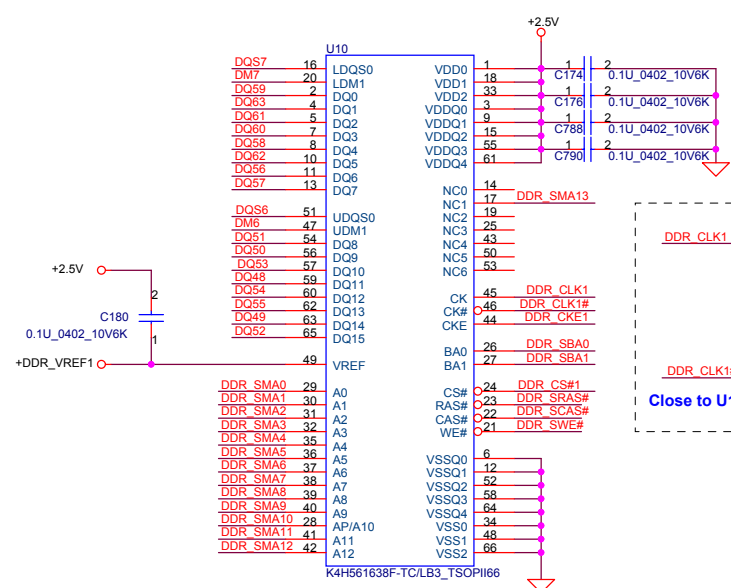 +2.5V
U10
DQS7 16 LDQS0 VDD0 1
DM7 20 LDM1 VDD1 18
DQ59 2 DQ0 VDD2 33
DQ63 4 DQ1 VDDQ0 3
DQ61 5 DQ2 VDDQ1 9
DQ60 7 DQ3 VDDQ2 15
DQ58 8 DQ4 VDDQ3 55
DQ62 10 DQ5 VDDQ4 61
DQ56 11 DQ6
DQ57 13 DQ7
1 2
C174 0.1U_0402_10V6K
1 2
C176 0.1U_0402_10V6K
1 2
C788 0.1U_0402_10V6K
1 2
C790 0.1U_0402_10V6K
NC0 14
NC1 17 DDR_SMA13
NC2 19
NC3 25
NC4 43
NC5 50
NC6 53
DQS6 51 UDQS0
DM6 47 UDM1
DQ51 54 DQ8
DQ50 56 DQ9
DQ53 57 DQ10
DQ48 59 DQ11
DQ54 60 DQ12
DQ55 62 DQ13
DQ49 63 DQ14
DQ52 65 DQ15
CK 45 DDR_CLK1
CK# 46 DDR_CLK1#
CKE 44 DDR_CKE1
BA0 26 DDR_SBA0
BA1 27 DDR_SBA1
CS# 24 DDR_CS#1
RAS# 23 DDR_SRAS#
CAS# 22 DDR_SCAS#
WE# 21 DDR_SWE#
+2.5V
2
C180
0.1U_0402_10V6K
1
+DDR_VREF1 49 VREF
DDR_SMA0 29 A0
DDR_SMA1 30 A1
DDR_SMA2 31 A2
DDR_SMA3 32 A3
DDR_SMA4 35 A4
DDR_SMA5 36 A5
DDR_SMA6 37 A6
DDR_SMA7 38 A7
DDR_SMA8 39 A8
DDR_SMA9 40 A9
DDR_SMA10 28 AP/A10
DDR_SMA11 41 A11
DDR_SMA12 42 A12
VSSQ0 6
VSSQ1 12
VSSQ2 52
VSSQ3 58
VSSQ4 64
VSS0 34
VSS1 48
VSS2 66
K4H561638F-TC/LB3_TSOPII66
DDR_CLK1
DDR_CLK1#
Close to U1